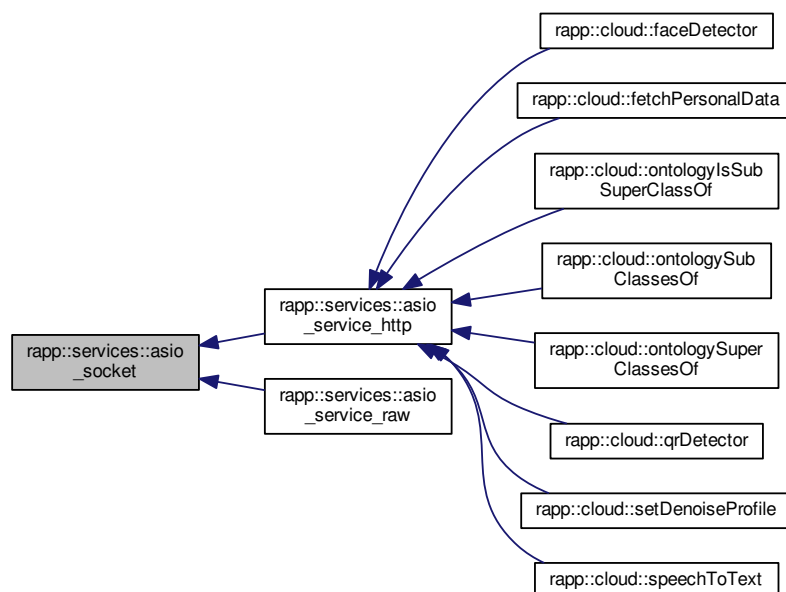 rapp::cloud::faceDetector
rapp::cloud::fetchPersonalData
rapp::cloud::ontologyIsSub
SuperClassOf
rapp::cloud::ontologySub
ClassesOf
rapp::services::asio
_service_http
rapp::services::asio
_socket
rapp::cloud::ontologySuper
ClassesOf
rapp::services::asio
_service_raw
rapp::cloud::qrDetector
rapp::cloud::setDenoiseProfile
rapp::cloud::speechToText